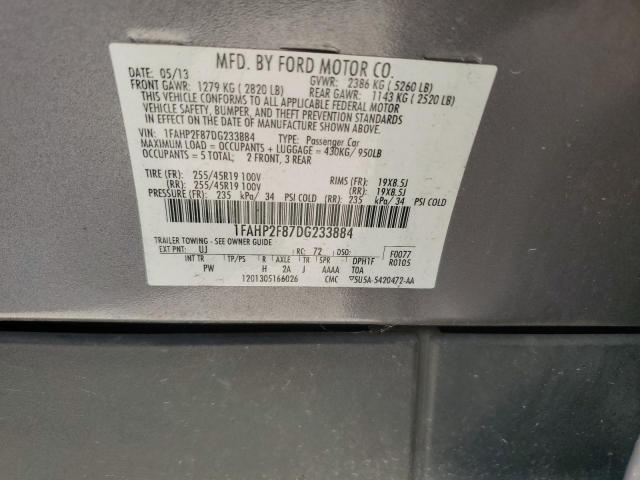 MFD. BY FORD MOTOR CO.
DATE: 05/13 GVWR: 2386 KG ( 5260 LB)
FRONT GAWR: 1279 KG ( 2820 LB) REAR GAWR: 1143 KG ( 2520 LB)
THIS VEHICLE CONFORMS TO ALL APPLICABLE FEDERAL MOTOR
VEHICLE SAFETY, BUMPER, AND THEFT PREVENTION STANDARDS
IN EFFECT ON THE DATE OF MANUFACTURE SHOWN ABOVE.
VIN: 1FAHP2F87DG233884 TYPE: Passenger Car
MAXIMUM LOAD = OCCUPANTS + LUGGAGE = 430KG/ 950LB
OCCUPANTS = 5 TOTAL; 2 FRONT, 3 REAR
TIRE (FR): 255/45R19 100V RIMS (FR): 19X8.5J
(RR): 255/45R19 100V (RR): 19X8.5J
PRESSURE (FR): 235 kPa/ 34 PSI COLD (RR): 235 kPa/ 34 PSI COLD
1FAHP2F87DG233884
TRAILER TOWING - SEE OWNER GUIDE
EXT PNT: UJ RC: 72 DSO: F0077
INT TR TP/PS R AXLE TR SPR DPH1F R0105
PW H 2A J AAAA T0A
1201305166026 CMC 5U5A-5420472-AA